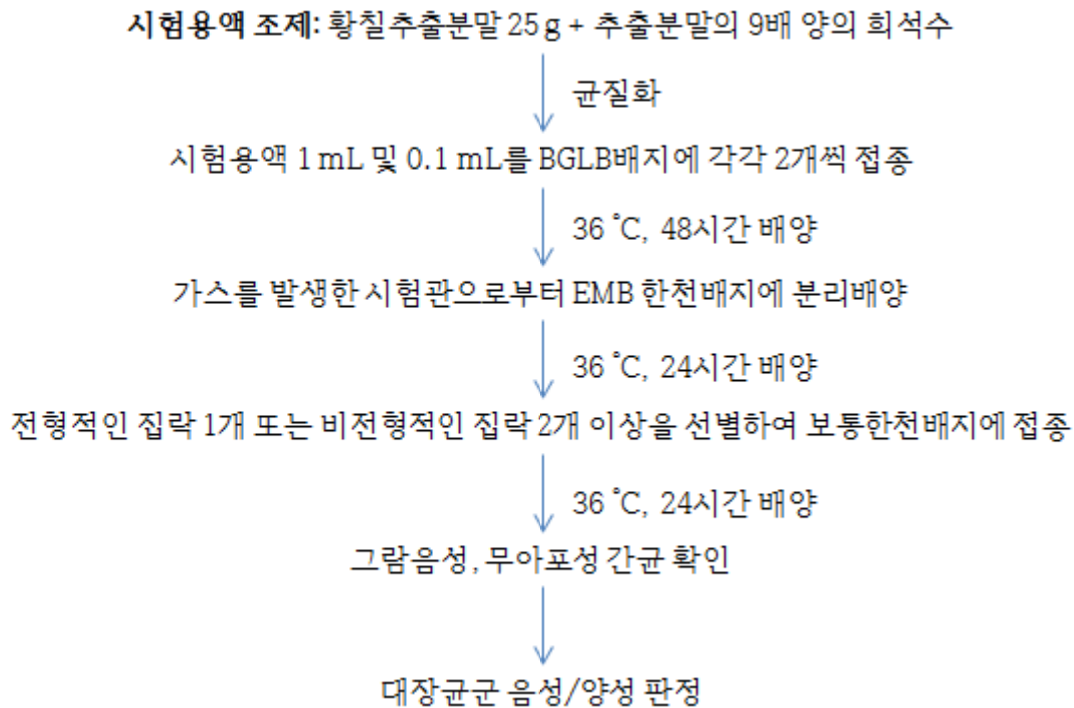 시험용액 조제: 황칠추출분말 25 g + 추출분말의 9배 양의 희석수
균질화
시험용액 1 mL 및 0.1 mL를 BGLB배지에 각각 2개씩 접종
36 ˚C, 48시간 배양
가스를 발생한 시험관으로부터 EMB 한천배지에 분리배양
36 ˚C, 24시간 배양
전형적인 집락 1개 또는 비전형적인 집락 2개 이상을 선별하여 보통한천배지에 접종
36 ˚C, 24시간 배양
그람음성, 무아포성 간균 확인
대장균군 음성/양성 판정